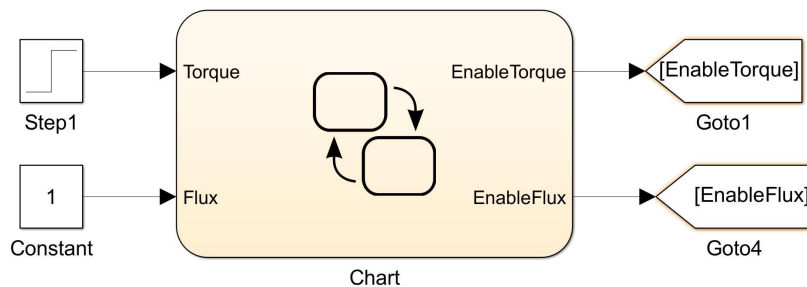 Torque
EnableTorque
[EnableTorque]
Step1
Goto1
1
Flux
EnableFlux
[EnableFlux]
Constant
Goto4
Chart